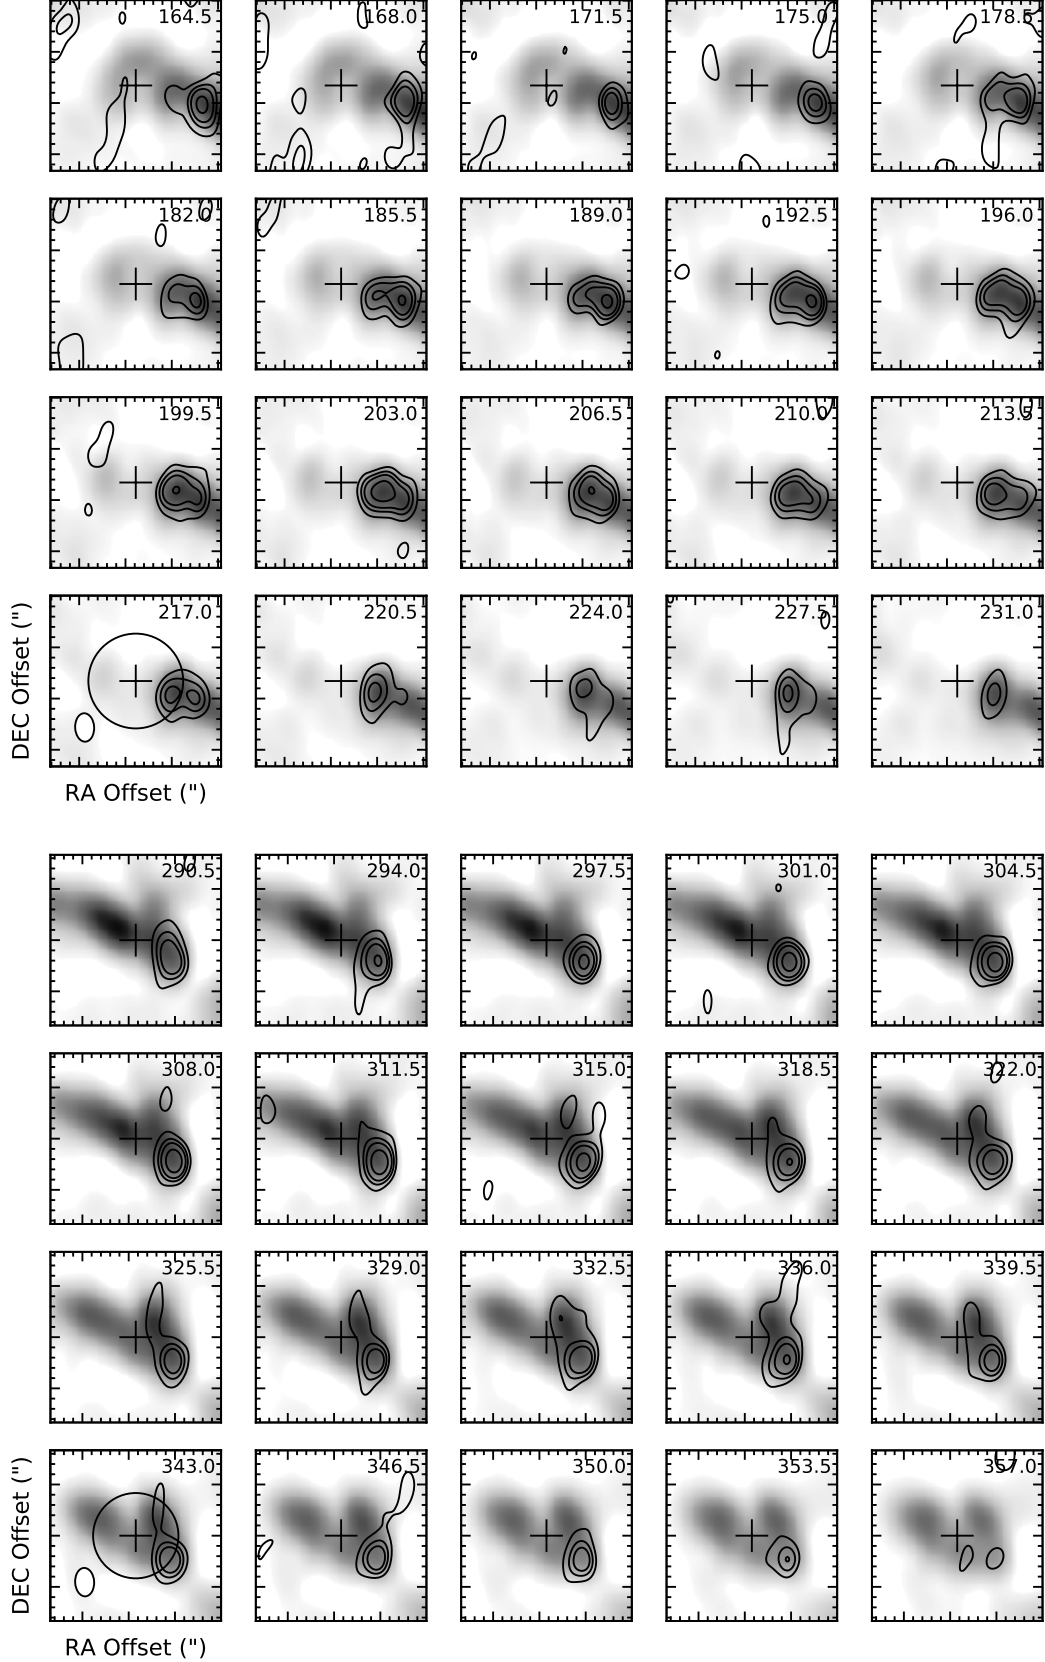 164.5 168.0 171.5 175.0 178.5
182.0 185.5 189.0 192.5 196.0
199.5 203.0 206.5 210.0 213.5
217.0 220.5 224.0 227.5 231.0
DEC Offset (")
RA Offset (")
290.5 294.0 297.5 301.0 304.5
308.0 311.5 315.0 318.5 322.0
325.5 329.0 332.5 336.0 339.5
343.0 346.5 350.0 353.5 357.0
DEC Offset (")
RA Offset (")